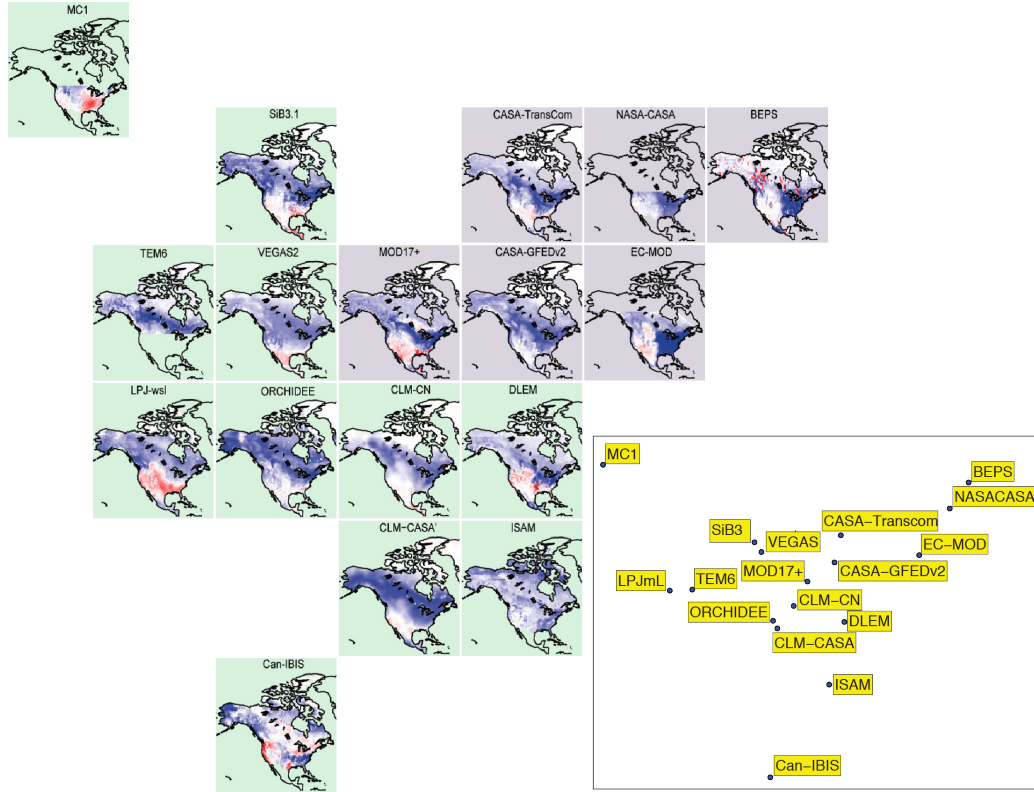 MC1
SiB3.1
CASA-TransCom
NASA-CASA
BEPS
TEM6
VEGAS2
MOD17+
CASA-GFEDv2
EC-MOD
LPJ-wsl
ORCHIDEE
CLM-CN
DLEM
CLM-CASA'
ISAM
Can-IBIS
MC1
BEPS
NASACASA
CASA-Transcom
SiB3
VEGAS
EC-MOD
MOD17+
CASA-GFEDv2
LPJmL
TEM6
CLM-CN
ORCHIDEE
DLEM
CLM-CASA
ISAM
Can-IBIS